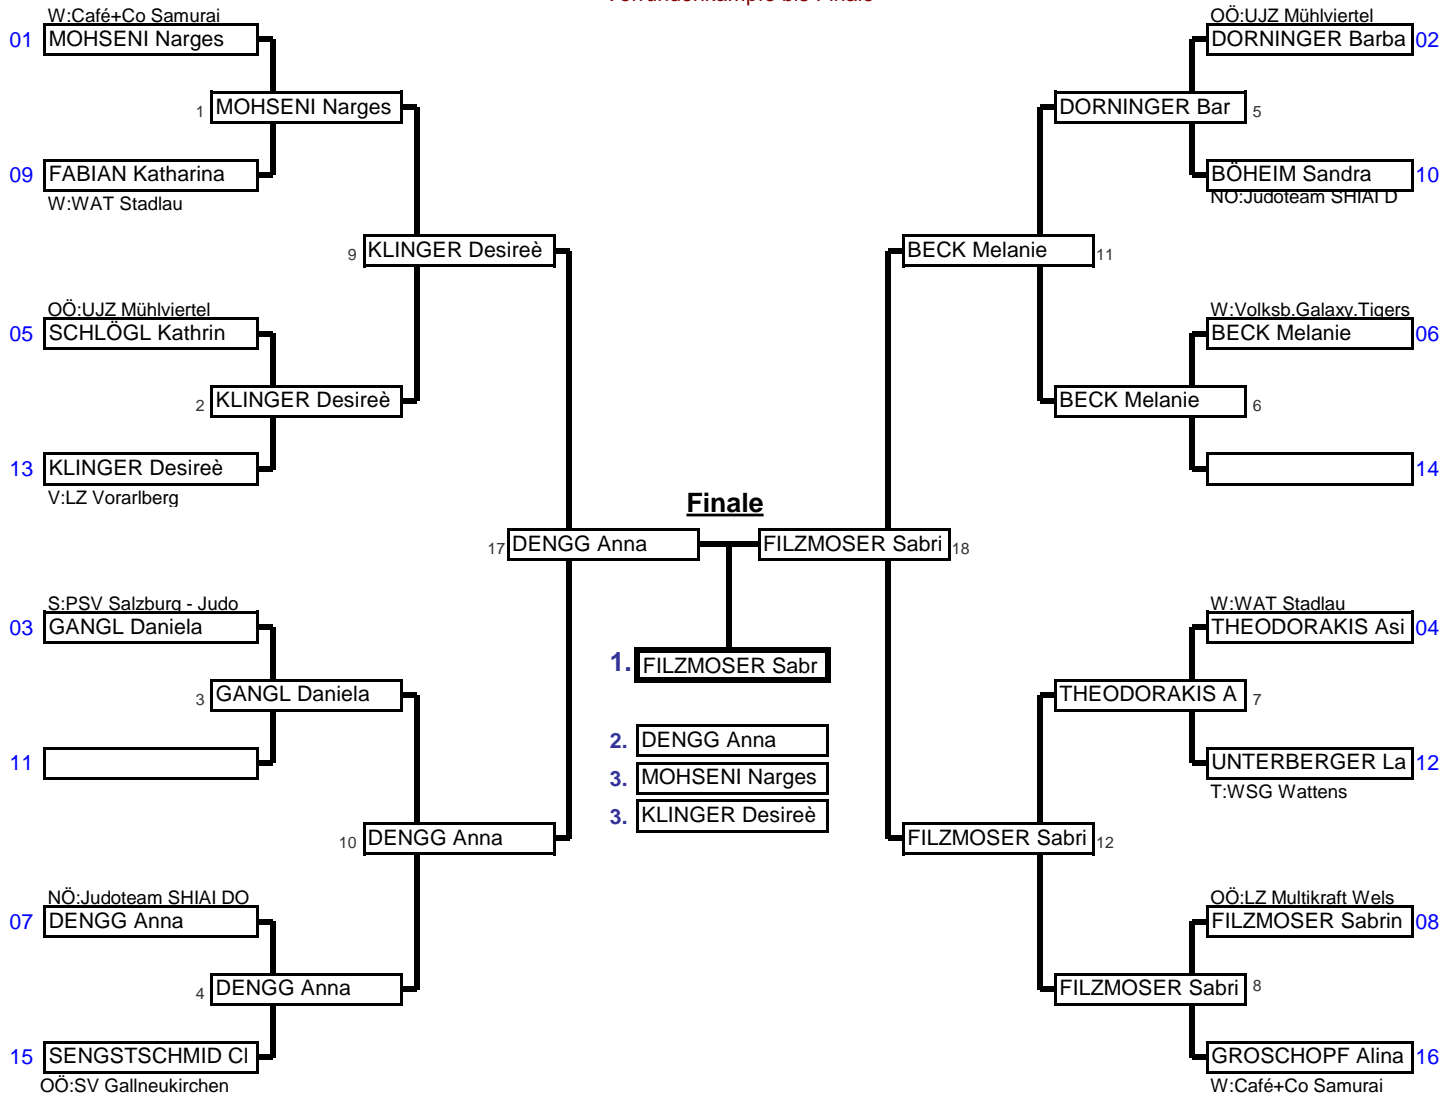 Vorrundenkämpfe bis Finale
W:Café+Co Samurai
01 MOHSENI Narges
1 MOHSENI Narges
09 FABIAN Katharina
W:WAT Stadlau
9 KLINGER Desireè
OÖ:UJZ Mühlviertel
05 SCHLÖGL Kathrin
2 KLINGER Desireè
13 KLINGER Desireè
V:LZ Vorarlberg
17 DENGG Anna
S:PSV Salzburg - Judo
03 GANGL Daniela
3 GANGL Daniela
11
10 DENGG Anna
NÖ:Judoteam SHIAI DO
07 DENGG Anna
4 DENGG Anna
15 SENGSTSCHMID Cl
OÖ:SV Gallneukirchen
Finale
1. FILZMOSER Sabr
2. DENGG Anna
3. MOHSENI Narges
3. KLINGER Desireè
OÖ:UJZ Mühlviertel
DORNINGER Barba 02
DORNINGER Bar 5
BÖHEIM Sandra 10
NÖ:Judoteam SHIAI D
BECK Melanie 11
W:Volksb.Galaxy.Tigers
BECK Melanie 06
BECK Melanie 6
14
FILZMOSER Sabri 18
W:WAT Stadlau
THEODORAKIS Asi 04
THEODORAKIS A 7
UNTERBERGER La 12
T:WSG Wattens
FILZMOSER Sabri 12
OÖ:LZ Multikraft Wels
FILZMOSER Sabrin 08
FILZMOSER Sabri 8
GROSCHOPF Alina 16
W:Café+Co Samurai